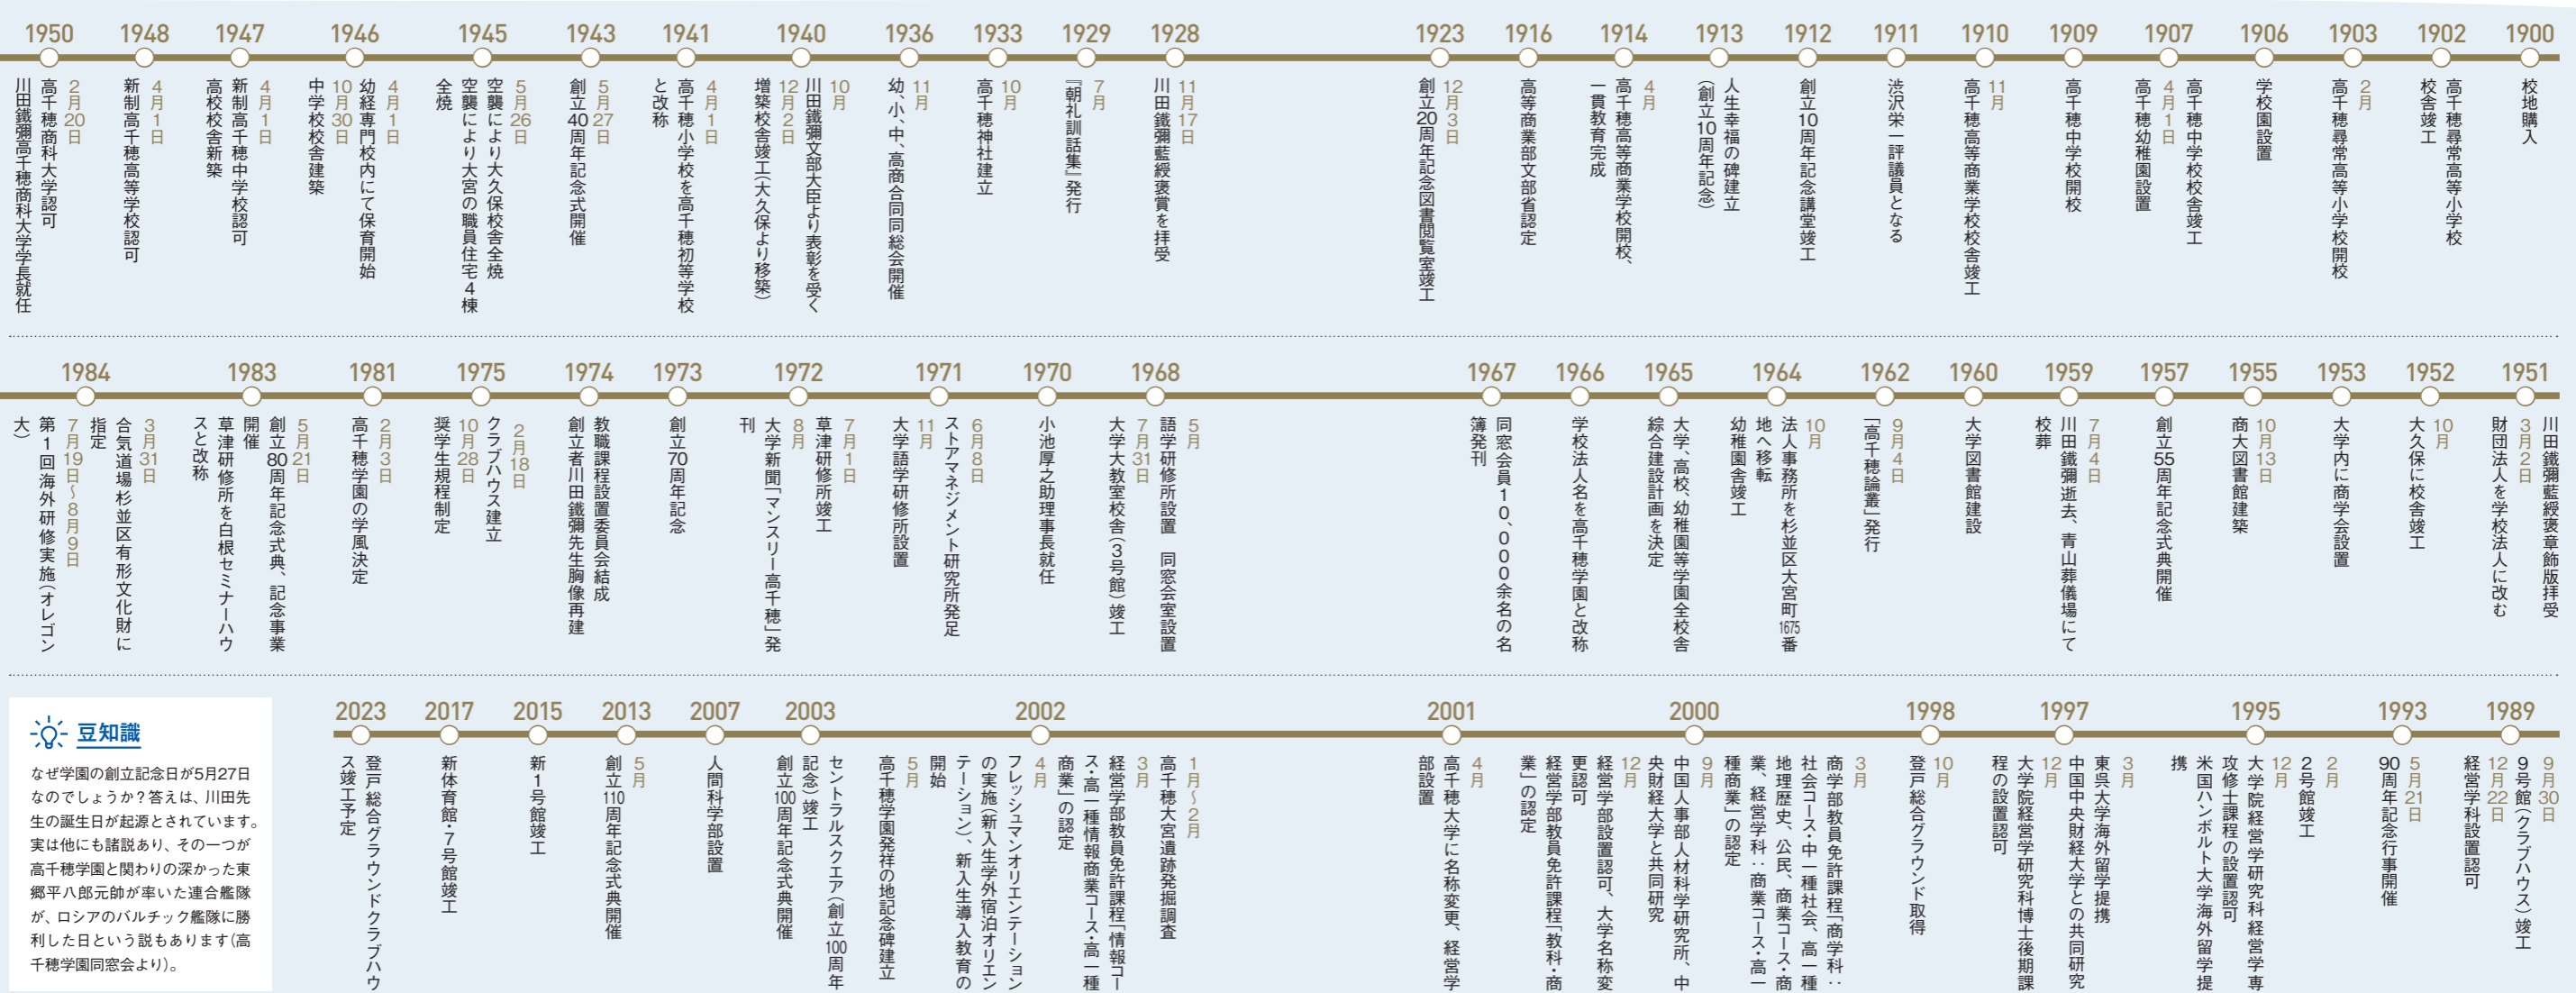 1900
校地購入
1902
高千穂尋常高等小学校
校舎竣工
1903
2月
高千穂尋常高等小学校開校
1906
学校園設置
1907
高千穂中学校校舎竣工
4月1日
高千穂幼稚園設置
1909
高千穂中学校開校
1910
11月
高千穂高等商業学校校舎竣工
1911
渋沢栄一評議員となる
1912
創立10周年記念講堂竣工
1913
人生幸福の碑建立
（創立10周年記念）
1914
4月
高千穂高等商業学校開校、
一貫教育完成
1916
高等商業部文部省認定
1923
12月3日
創立20周年記念図書閲覧室竣工
1928
11月17日
川田鐵彌藍綬褒賞を拝受
1929
7月
『朝礼訓話集』発行
1933
10月
高千穂神社建立
1936
11月
幼、小、中、高商合同同総会開催
1940
10月
川田鐵彌文部大臣より表彰を受く
12月2日
増築校舎竣工（大久保より移築）
1941
4月1日
高千穂小学校を高千穂初等学校
と改称
1943
5月27日
創立40周年記念式開催
1945
5月26日
空襲により大久保校舎全焼
空襲により大宮の職員住宅4棟
全焼
1946
4月1日
幼経専門校内にて保育開始
10月30日
中学校校舎建築
1947
4月1日
新制高千穂中学校認可
高校校舎新築
1948
4月1日
新制高千穂高等学校認可
1950
2月20日
高千穂商科大学認可
川田鐵彌高千穂商科大学学長就任
1951
川田鐵彌藍綬褒章飾版拝受
3月2日
財団法人を学校法人に改む
1952
10月
大久保に校舎竣工
1953
大学内に商学会設置
1955
10月13日
商大図書館建築
1957
創立55周年記念式典開催
1959
7月4日
川田鐵彌逝去、青山葬儀場にて
校葬
1960
大学図書館建設
1962
9月4日
「高千穂論叢」発行
1964
10月
法人事務所を杉並区大宮町1675番
地へ移転
幼稚園舎竣工
1965
大学、高校、幼稚園等学園全校舎
綜合建設計画を決定
1966
学校法人名を高千穂学園と改称
1967
同窓会員10、000余名の名
簿発刊
1968
5月
語学研修所設置　同窓会室設置
7月31日
大学大教室校舎（3号館）竣工
1970
小池厚之助理事長就任
1971
6月8日
ストアマネジメント研究所発足
11月
大学語学研修所設置
1972
7月1日
草津研修所竣工
8月
大学新聞「マンスリー高千穂」発
刊
1973
創立70周年記念
1974
教職課程設置委員会結成
創立者川田鐵彌先生胸像再建
1975
2月18日
クラブハウス建立
10月28日
奨学生規程制定
1981
2月3日
高千穂学園の学風決定
1983
5月21日
創立80周年記念式典、記念事業
開催
草津研修所を白根セミナーハウ
スと改称
1984
3月31日
合気道場杉並区有形文化財に
指定
7月19日〜8月9日
第1回海外研修実施（オレゴン
大）
1989
9月30日
9号館（クラブハウス）竣工
12月22日
経営学科設置認可
1993
5月21日
90周年記念行事開催
1995
2月
2号館竣工
12月
大学院経営学研究科経営学専
攻修士課程の設置認可
米国ハンボルト大学海外留学提
携
1997
3月
東呉大学海外留学提携
中国中央財経大学との共同研究
12月
大学院経営学研究科博士後期課
程の設置認可
1998
10月
登戸総合グラウンド取得
2000
3月
商学部教員免許課程「商学科：
社会コース・中一種社会、高一種
地理歴史、公民、商業コース・商
業、経営学科：商業コース・高一
種商業」の認定
9月
中国人事部人材科学研究所、中
央財経大学と共同研究
12月
経営学部設置認可、大学名称変
更認可
経営学部教員免許課程「教科・商
業」の認定
2001
4月
高千穂大学に名称変更、経営学
部設置
2002
1月〜2月
高千穂大宮遺跡発掘調査
3月
経営学部教員免許課程「情報コー
ス・高一種情報商業コース・高一種
商業」の認定
4月
フレッシュマンオリエンテーション
の実施（新入生学外宿泊オリエン
テーション）、新入生導入教育の
開始
5月
高千穂学園発祥の地記念碑建立
2003
セントラルスクエア（創立100周年
記念）竣工
創立100周年記念式典開催
2007
人間科学部設置
2013
5月
創立110周年記念式典開催
2015
新1号館竣工
2017
新体育館・7号館竣工
2023
登戸総合グラウンドクラブハウ
ス竣工予定
豆知識
なぜ学園の創立記念日が5月27日
なのでしょうか？答えは、川田先
生の誕生日が起源とされています。
実は他にも諸説あり、その一つが
高千穂学園と関わりの深かった東
郷平八郎元帥が率いた連合艦隊
が、ロシアのバルチック艦隊に勝
利した日という説もあります（高
千穂学園同窓会より）。